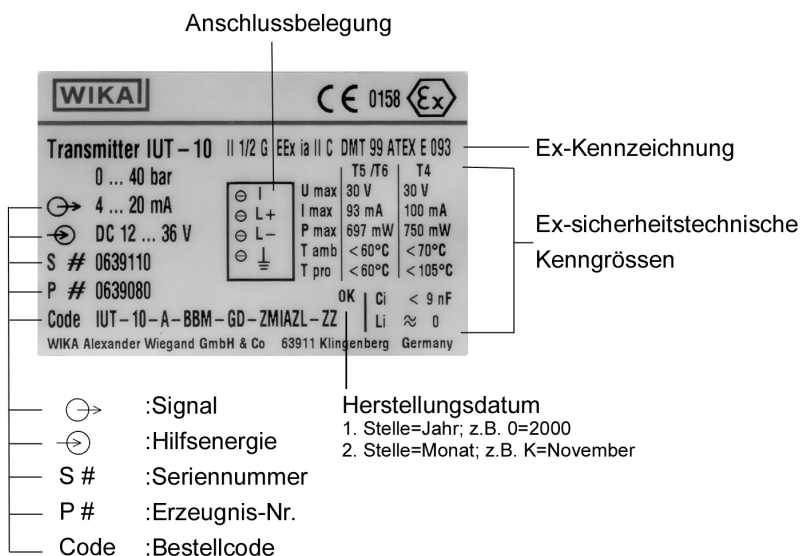 Anschlussbelegung
WIKA
CE 0158 Ex
Transmitter IUT – 10 II 1/2 G EEx ia II C DMT 99 ATEX E 093
Ex-Kennzeichnung
0 ... 40 bar
4 ... 20 mA
DC 12 ... 36 V
S # 0639110
P # 0639080
I
L+
L–
T5 /T6 T4
U max 30 V 30 V
I max 93 mA 100 mA
P max 697 mW 750 mW
T amb <60°C <70°C
T pro <60°C <105°C
Ex-sicherheitstechnische
Kenngrössen
0K Ci < 9 nF
Li ≈ 0
Code IUT–10–A–BBM–GD–ZMIAZL–ZZ
WIKA Alexander Wiegand GmbH & Co 63911 Klingenberg Germany
:Signal
:Hilfsenergie
S # :Seriennummer
P # :Erzeugnis-Nr.
Code :Bestellcode
Herstellungsdatum
1. Stelle=Jahr; z.B. 0=2000
2. Stelle=Monat; z.B. K=November